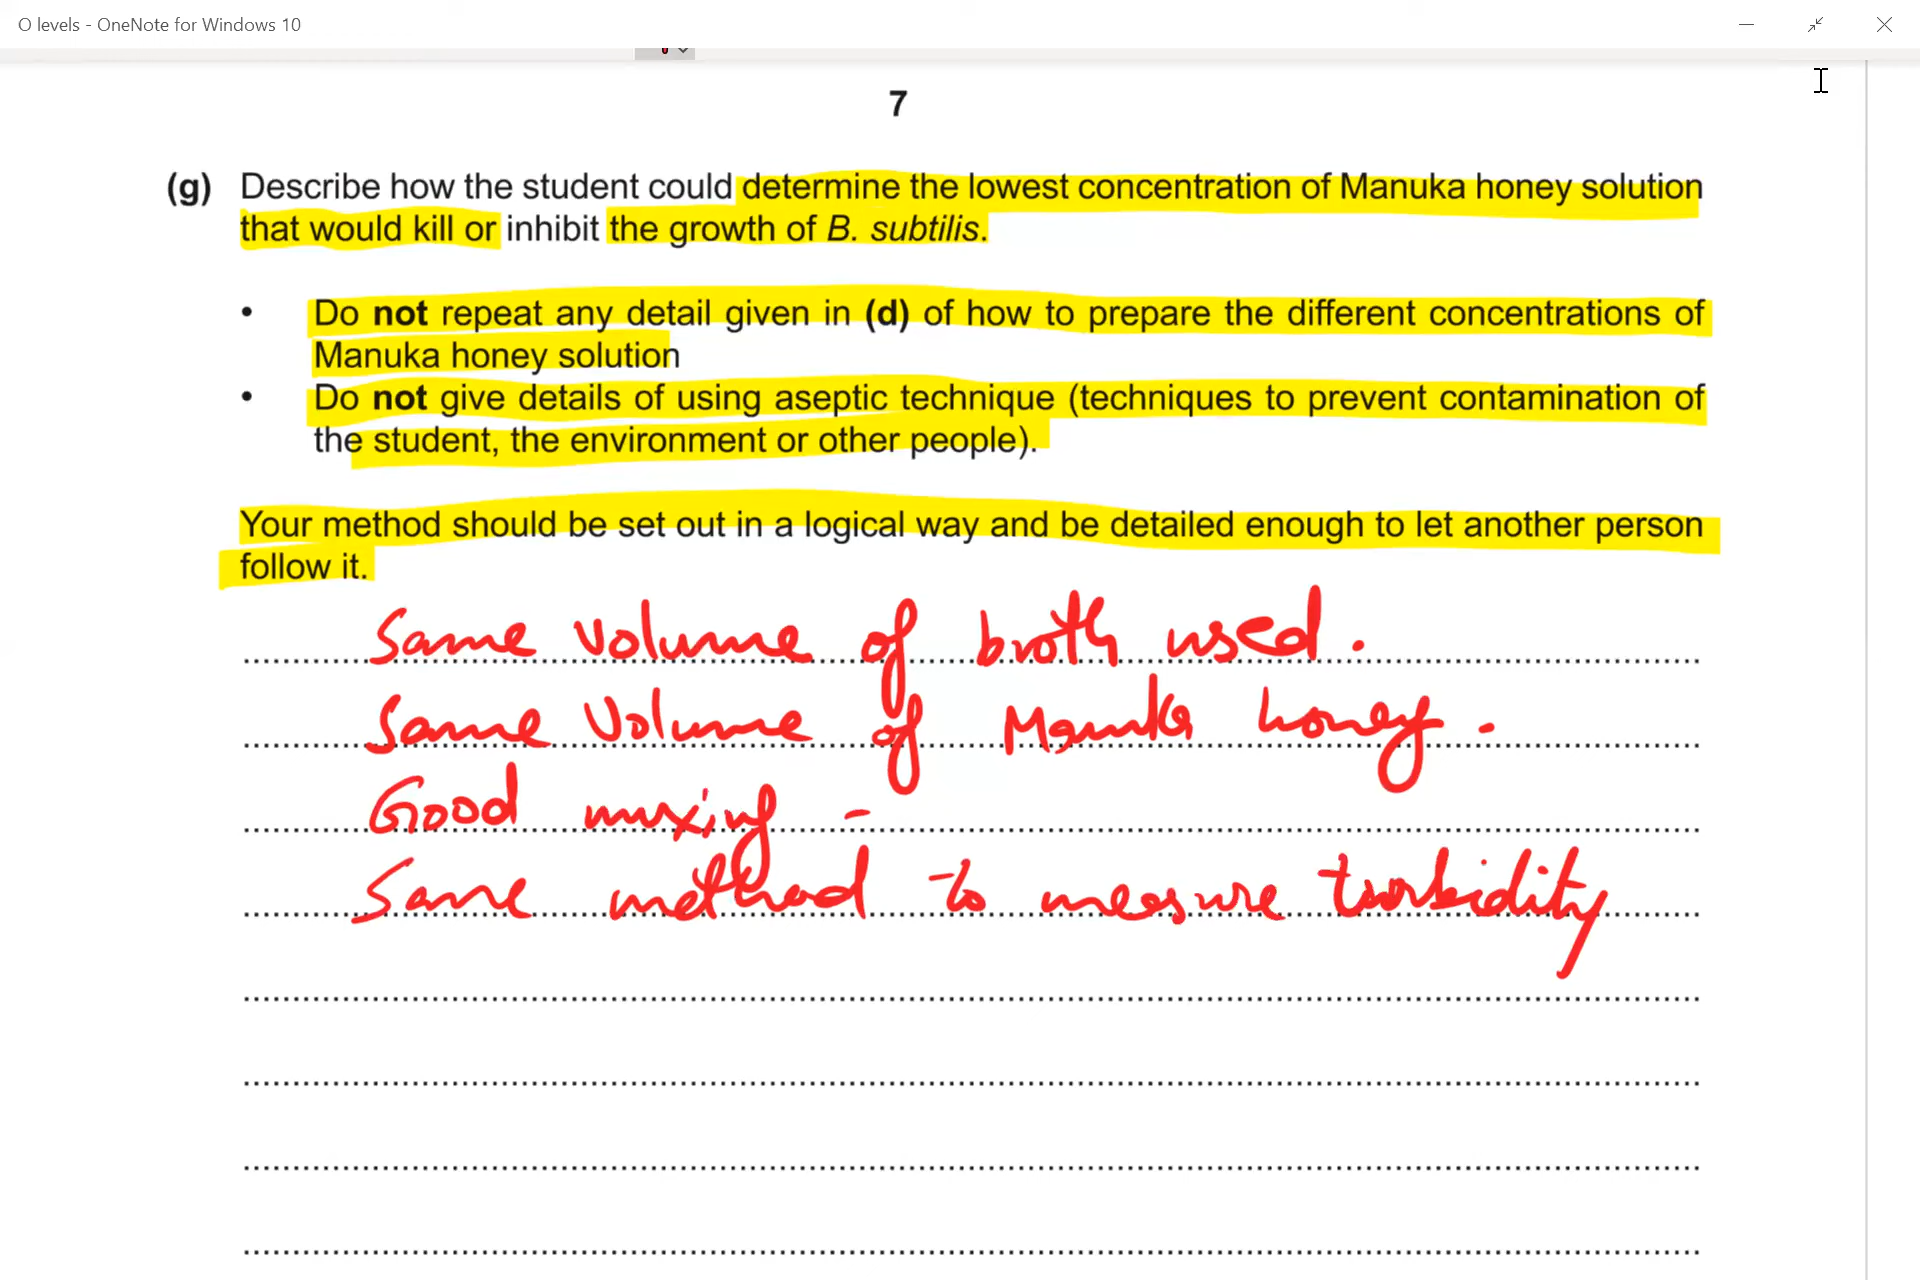 O levels - OneNote for Windows 10
7
(g) Describe how the student could determine the lowest concentration of Manuka honey solution
that would kill or inhibit the growth of B. subtilis.
• Do not repeat any detail given in (d) of how to prepare the different concentrations of
Manuka honey solution
• Do not give details of using aseptic technique (techniques to prevent contamination of
the student, the environment or other people).
Your method should be set out in a logical way and be detailed enough to let another person
follow it.
Same volume of broth used.
Same Volume of Manuka honey.
Good mixing -
Same method to measure turbidity